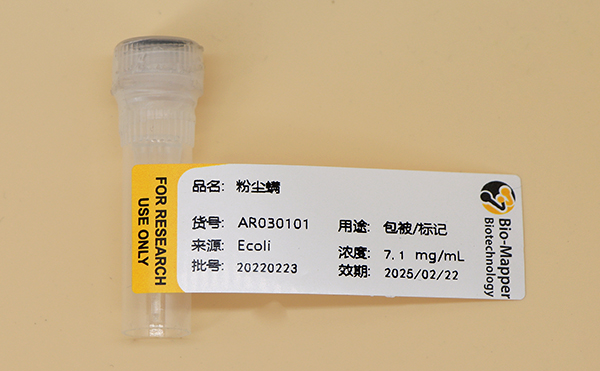 FOR RESEARCH
USE ONLY
品名: 粉尘螨
货号: AR030101
用途: 包被/标记
来源: Ecoli
浓度: 7.1 mg/mL
批号: 20220223
效期: 2025/02/22
Bio-Mapper
Biotechnology